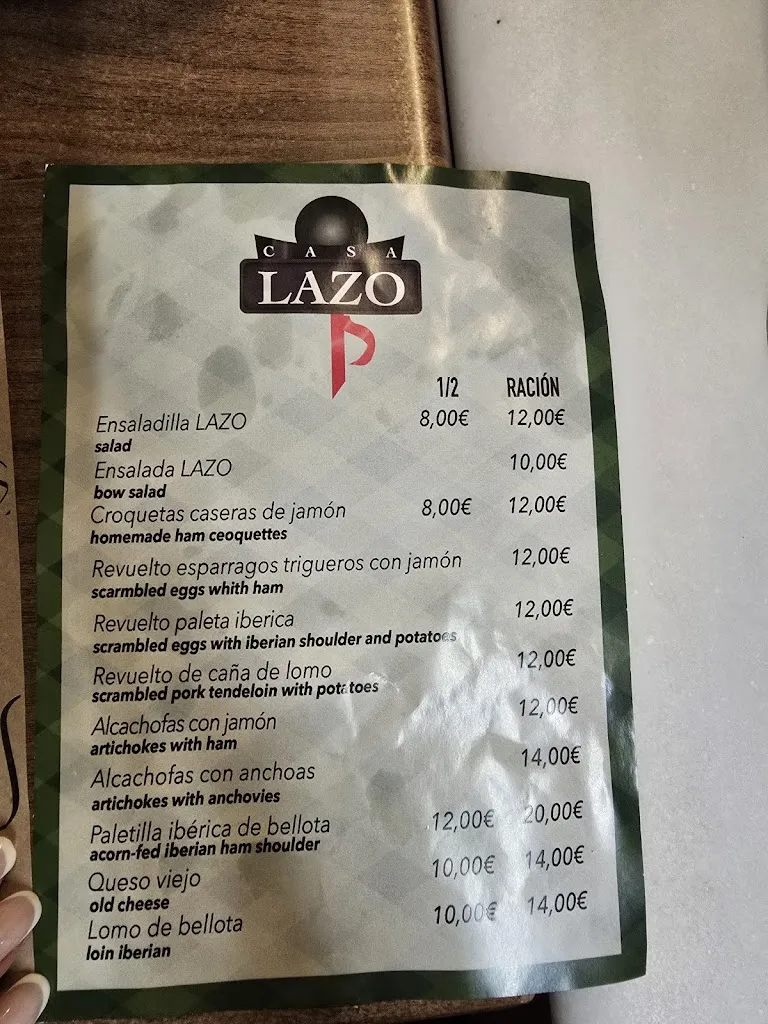 CASA
LAZO
1/2 RACIÓN
Ensaladilla LAZO 8,00€ 12,00€
salad
Ensalada LAZO 10,00€
bow salad
Croquetas caseras de jamón 8,00€ 12,00€
homemade ham ceoquettes
Revuelto esparragos trigueros con jamón 12,00€
scarmbled eggs whith ham
Revuelto paleta iberica 12,00€
scrambled eggs with iberian shoulder and potatoes
Revuelto de caña de lomo 12,00€
scrambled pork tendeloin with potatoes
Alcachofas con jamón 12,00€
artichokes with ham
Alcachofas con anchoas 14,00€
artichokes with anchovies
Paletilla ibérica de bellota 12,00€ 20,00€
acorn-fed iberian ham shoulder
Queso viejo 10,00€ 14,00€
old cheese
Lomo de bellota 10,00€ 14,00€
loin iberian